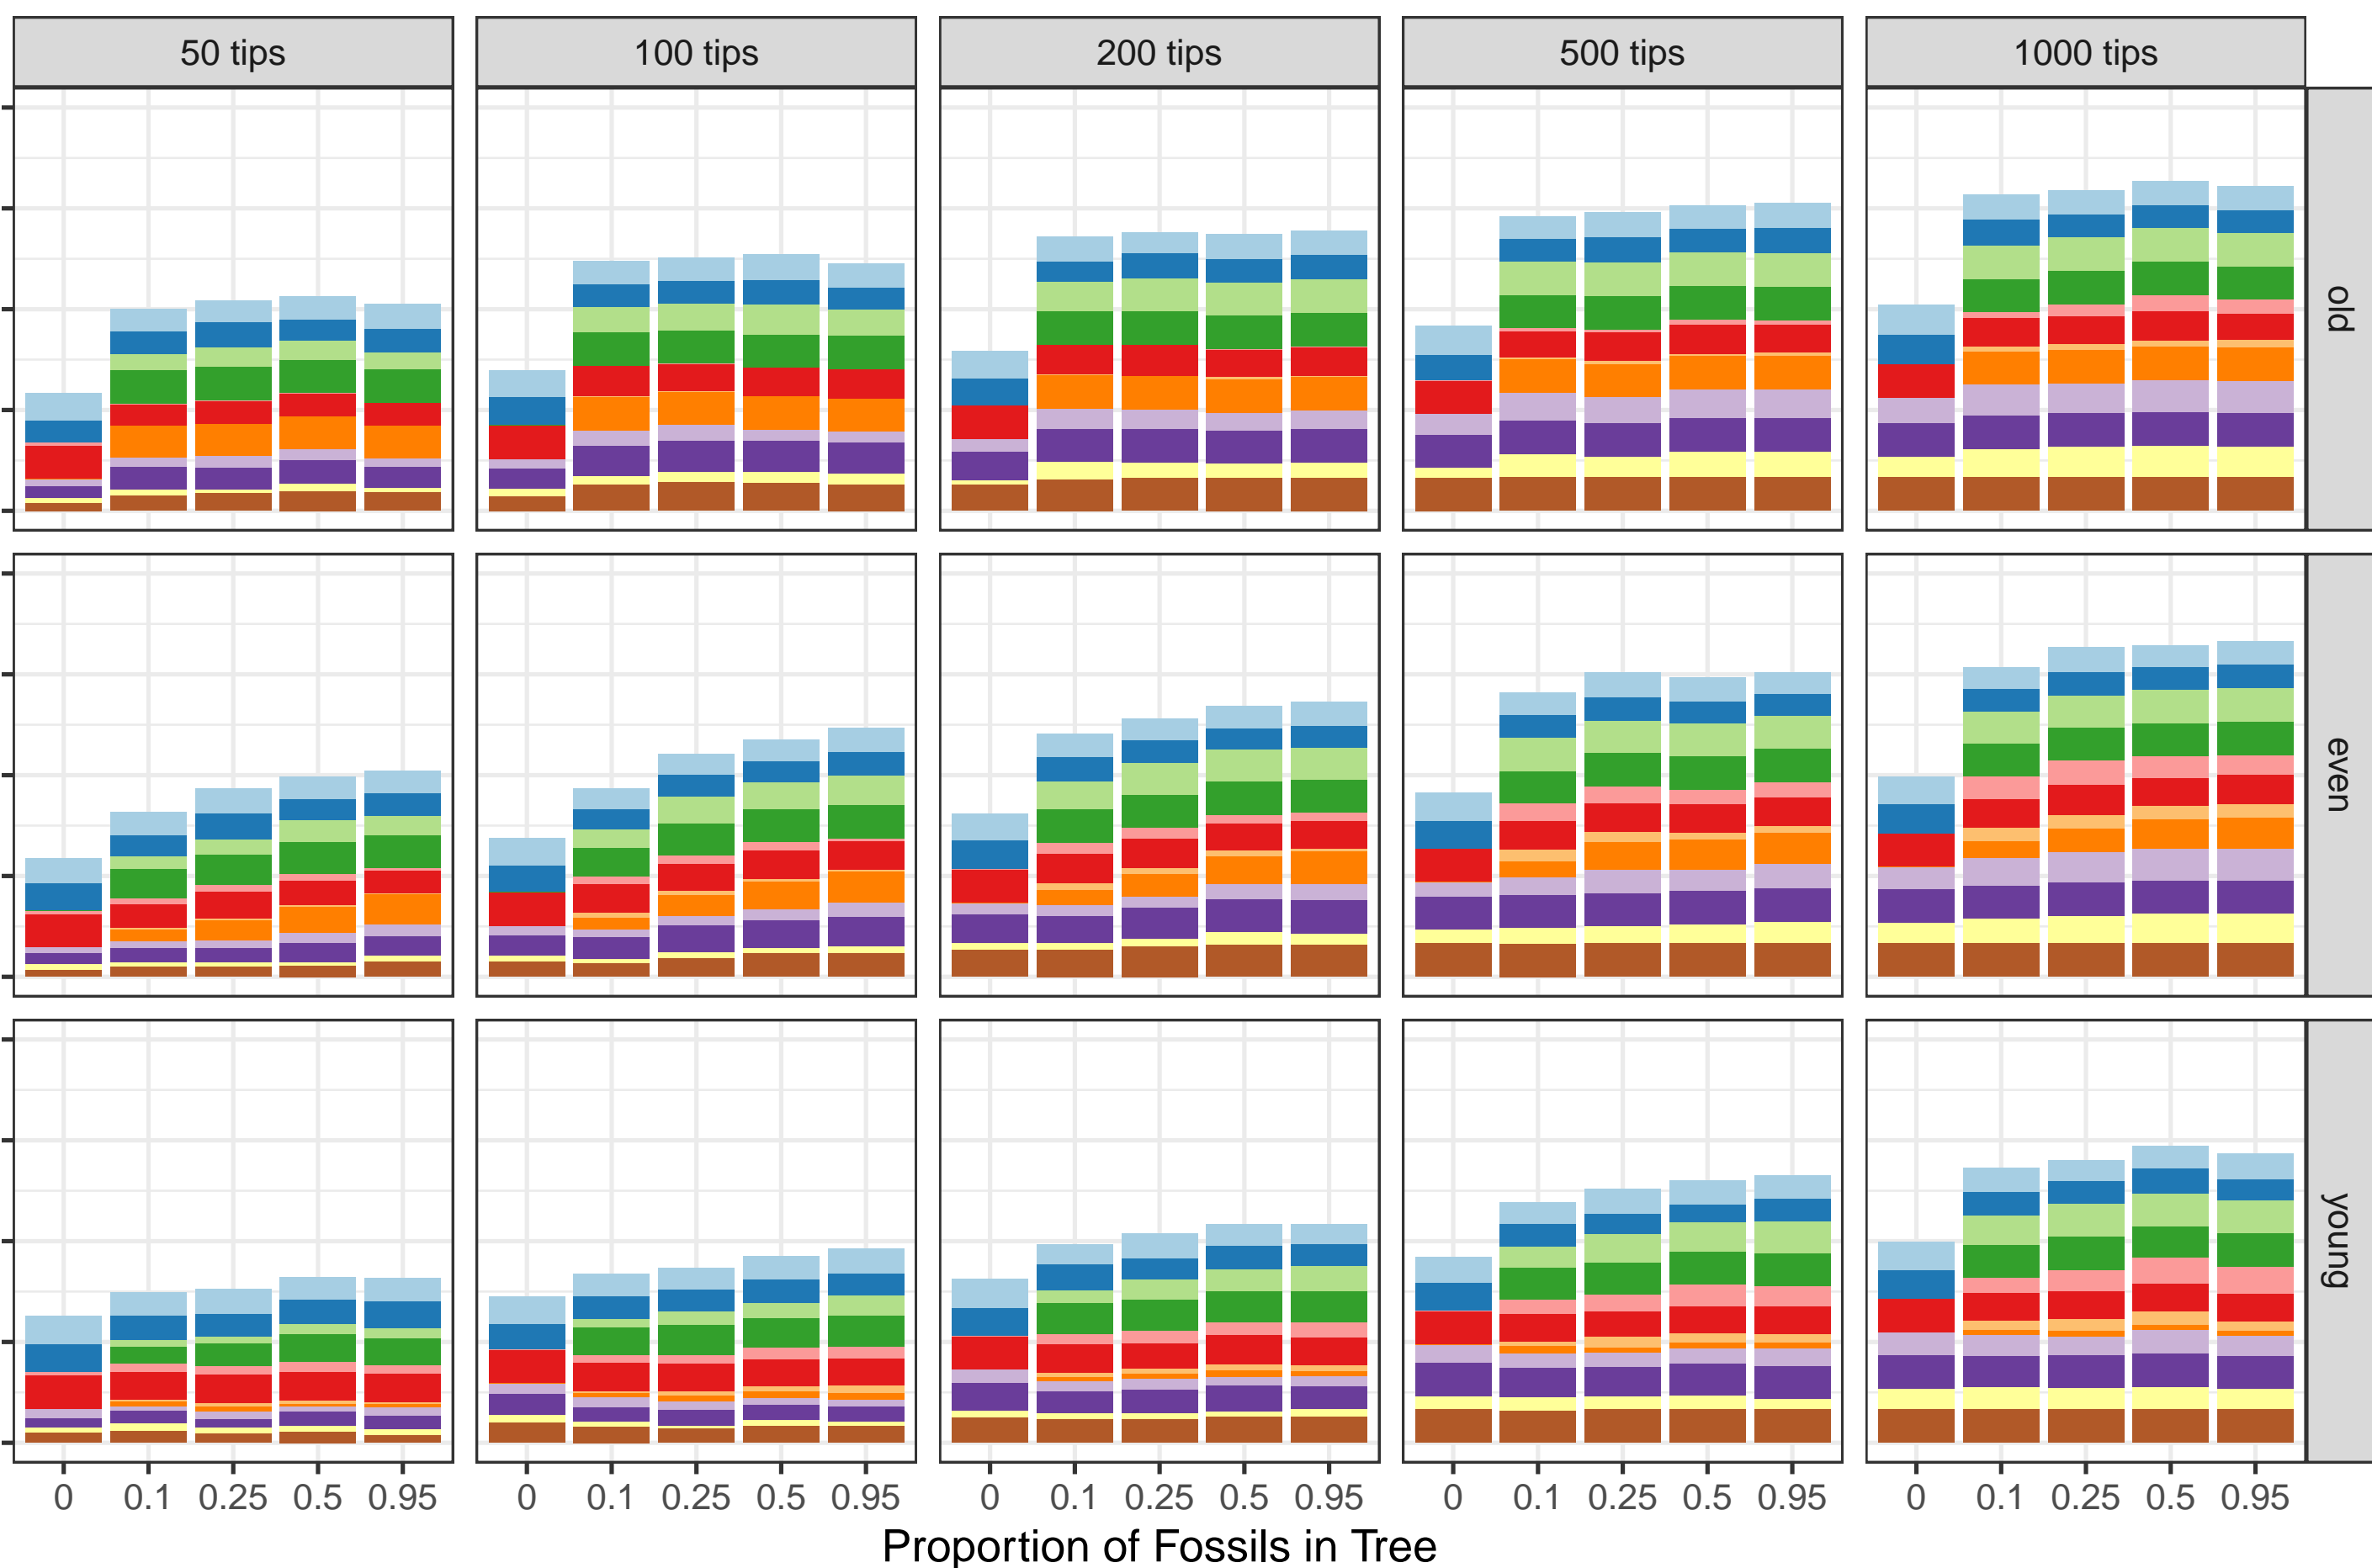 50 tips 100 tips 200 tips 500 tips 1000 tips
old
even
young
0 0.1 0.25 0.5 0.95 0 0.1 0.25 0.5 0.95 0 0.1 0.25 0.5 0.95 0 0.1 0.25 0.5 0.95 0 0.1 0.25 0.5 0.95
Proportion of Fossils in Tree